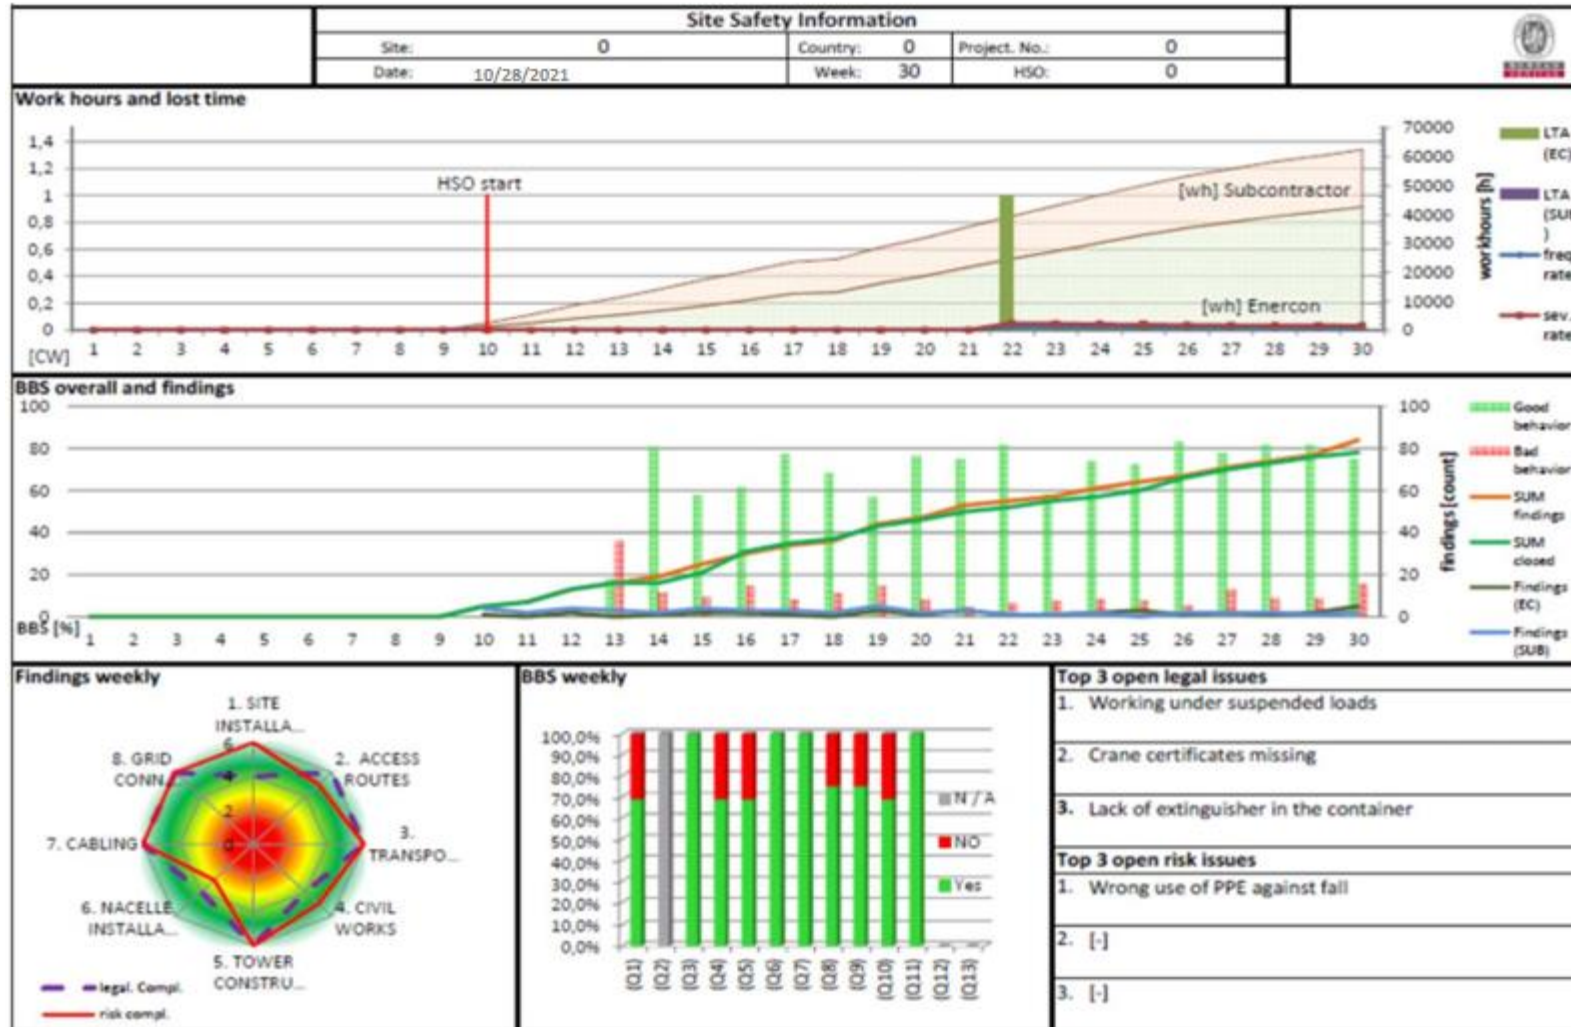 Site Safety Information
Site: 0 Country: 0 Project. No.: 0
Date: 10/28/2021 Week: 30 HSO: 0
BUREAU
VERITAS
Work hours and lost time
1,4
1,2
1
0,8
0,6
0,4
0,2
0
[CW]
HSO start
[wh] Subcontractor
[wh] Enercon
1 2 3 4 5 6 7 8 9 10 11 12 13 14 15 16 17 18 19 20 21 22 23 24 25 26 27 28 29 30
70000
60000
50000
40000
30000
20000
10000
0
workhours [h]
LTA
(EC)
LTA
(SU
)
freq
rate
sev.
rate
BBS overall and findings
100
80
60
40
20
0
BBS [%]
1 2 3 4 5 6 7 8 9 10 11 12 13 14 15 16 17 18 19 20 21 22 23 24 25 26 27 28 29 30
100
80
60
40
20
0
findings [count]
Good
behavior
Bad
behavior
SUM
findings
SUM
closed
Findings
(EC)
Findings
(SUB)
Findings weekly
1. SITE
INSTALLA...
2. ACCESS
ROUTES
3.
TRANSPO...
4. CIVIL
WORKS
5. TOWER
CONSTRU...
6. NACELLE
INSTALLA...
7. CABLING
8. GRID
CONN...
6
4
2
0
legal. Compl.
risk compl.
BBS weekly
100,0%
90,0%
80,0%
70,0%
60,0%
50,0%
40,0%
30,0%
20,0%
10,0%
0,0%
(Q1) (Q2) (Q3) (Q4) (Q5) (Q6) (Q7) (Q8) (Q9) (Q10) (Q11) (Q12) (Q13)
N / A
NO
Yes
Top 3 open legal issues
1. Working under suspended loads
2. Crane certificates missing
3. Lack of extinguisher in the container
Top 3 open risk issues
1. Wrong use of PPE against fall
2. [-]
3. [-]